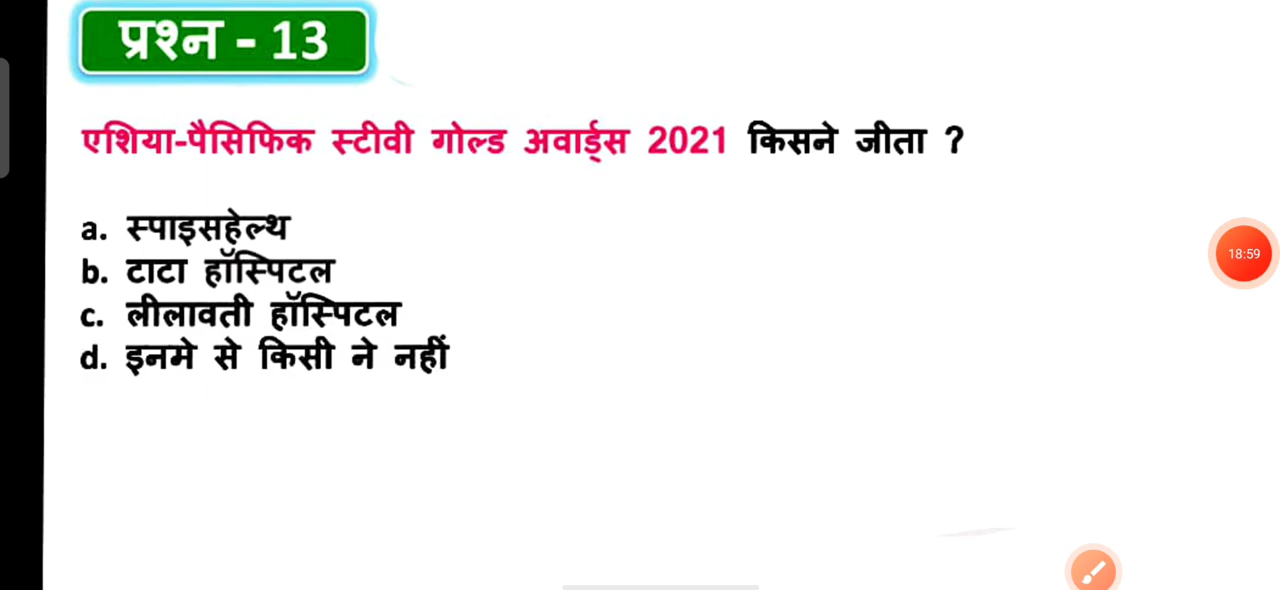 प्रश्न - 13
एशिया-पैसिफिक स्टीवी गोल्ड अवार्ड्स 2021 किसने जीता ?
a. स्पाइसहेल्थ
b. टाटा हॉस्पिटल
c. लीलावती हॉस्पिटल
d. इनमे से किसी ने नहीं
18:59